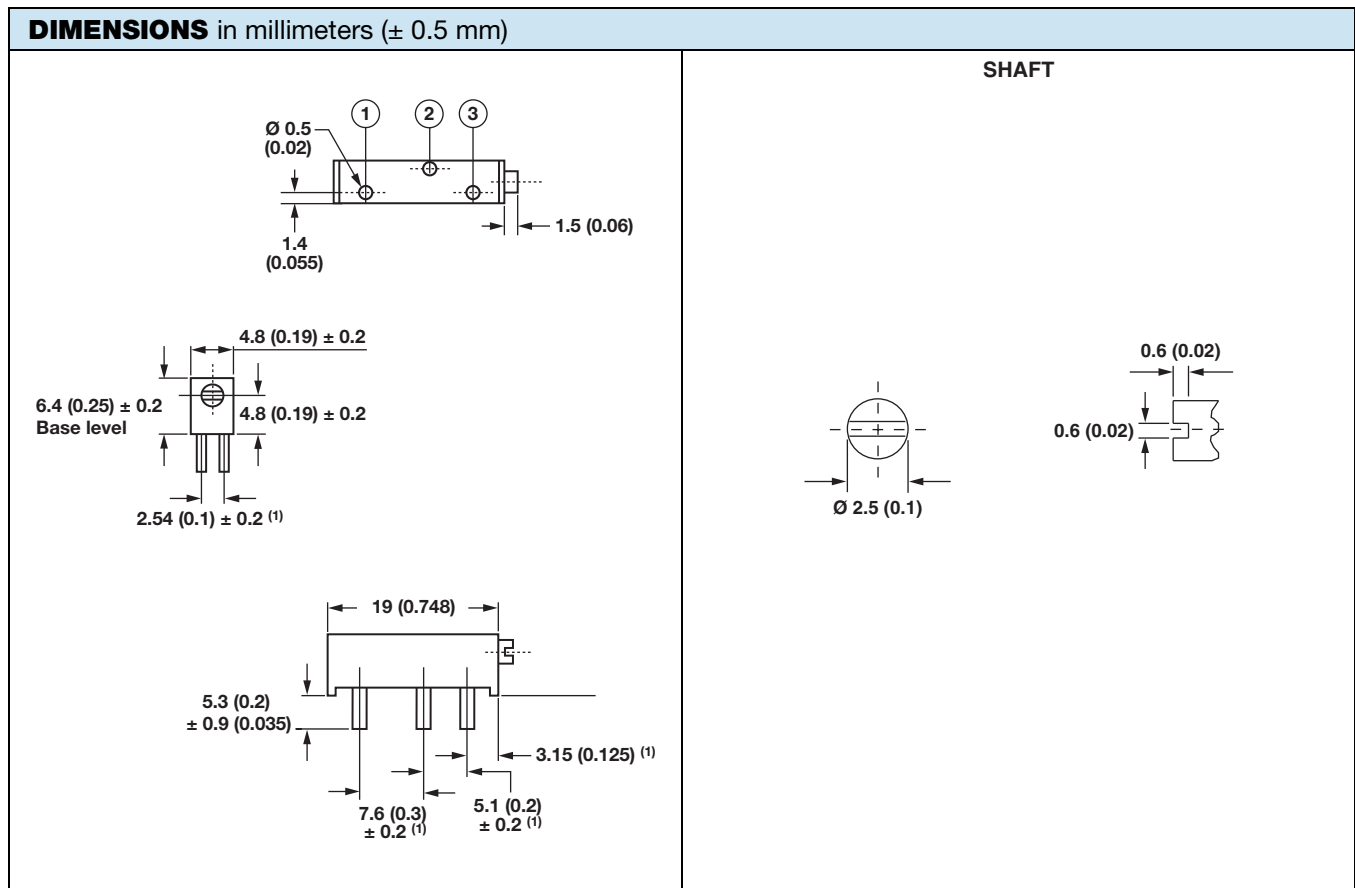 DIMENSIONS in millimeters (± 0.5 mm)
1
2
3
Ø 0.5
(0.02)
1.5 (0.06)
1.4
(0.055)
4.8 (0.19) ± 0.2
6.4 (0.25) ± 0.2
Base level
4.8 (0.19) ± 0.2
2.54 (0.1) ± 0.2 (1)
19 (0.748)
5.3 (0.2)
± 0.9 (0.035)
3.15 (0.125) (1)
7.6 (0.3)
± 0.2 (1)
5.1 (0.2)
± 0.2 (1)
SHAFT
0.6 (0.02)
0.6 (0.02)
Ø 2.5 (0.1)